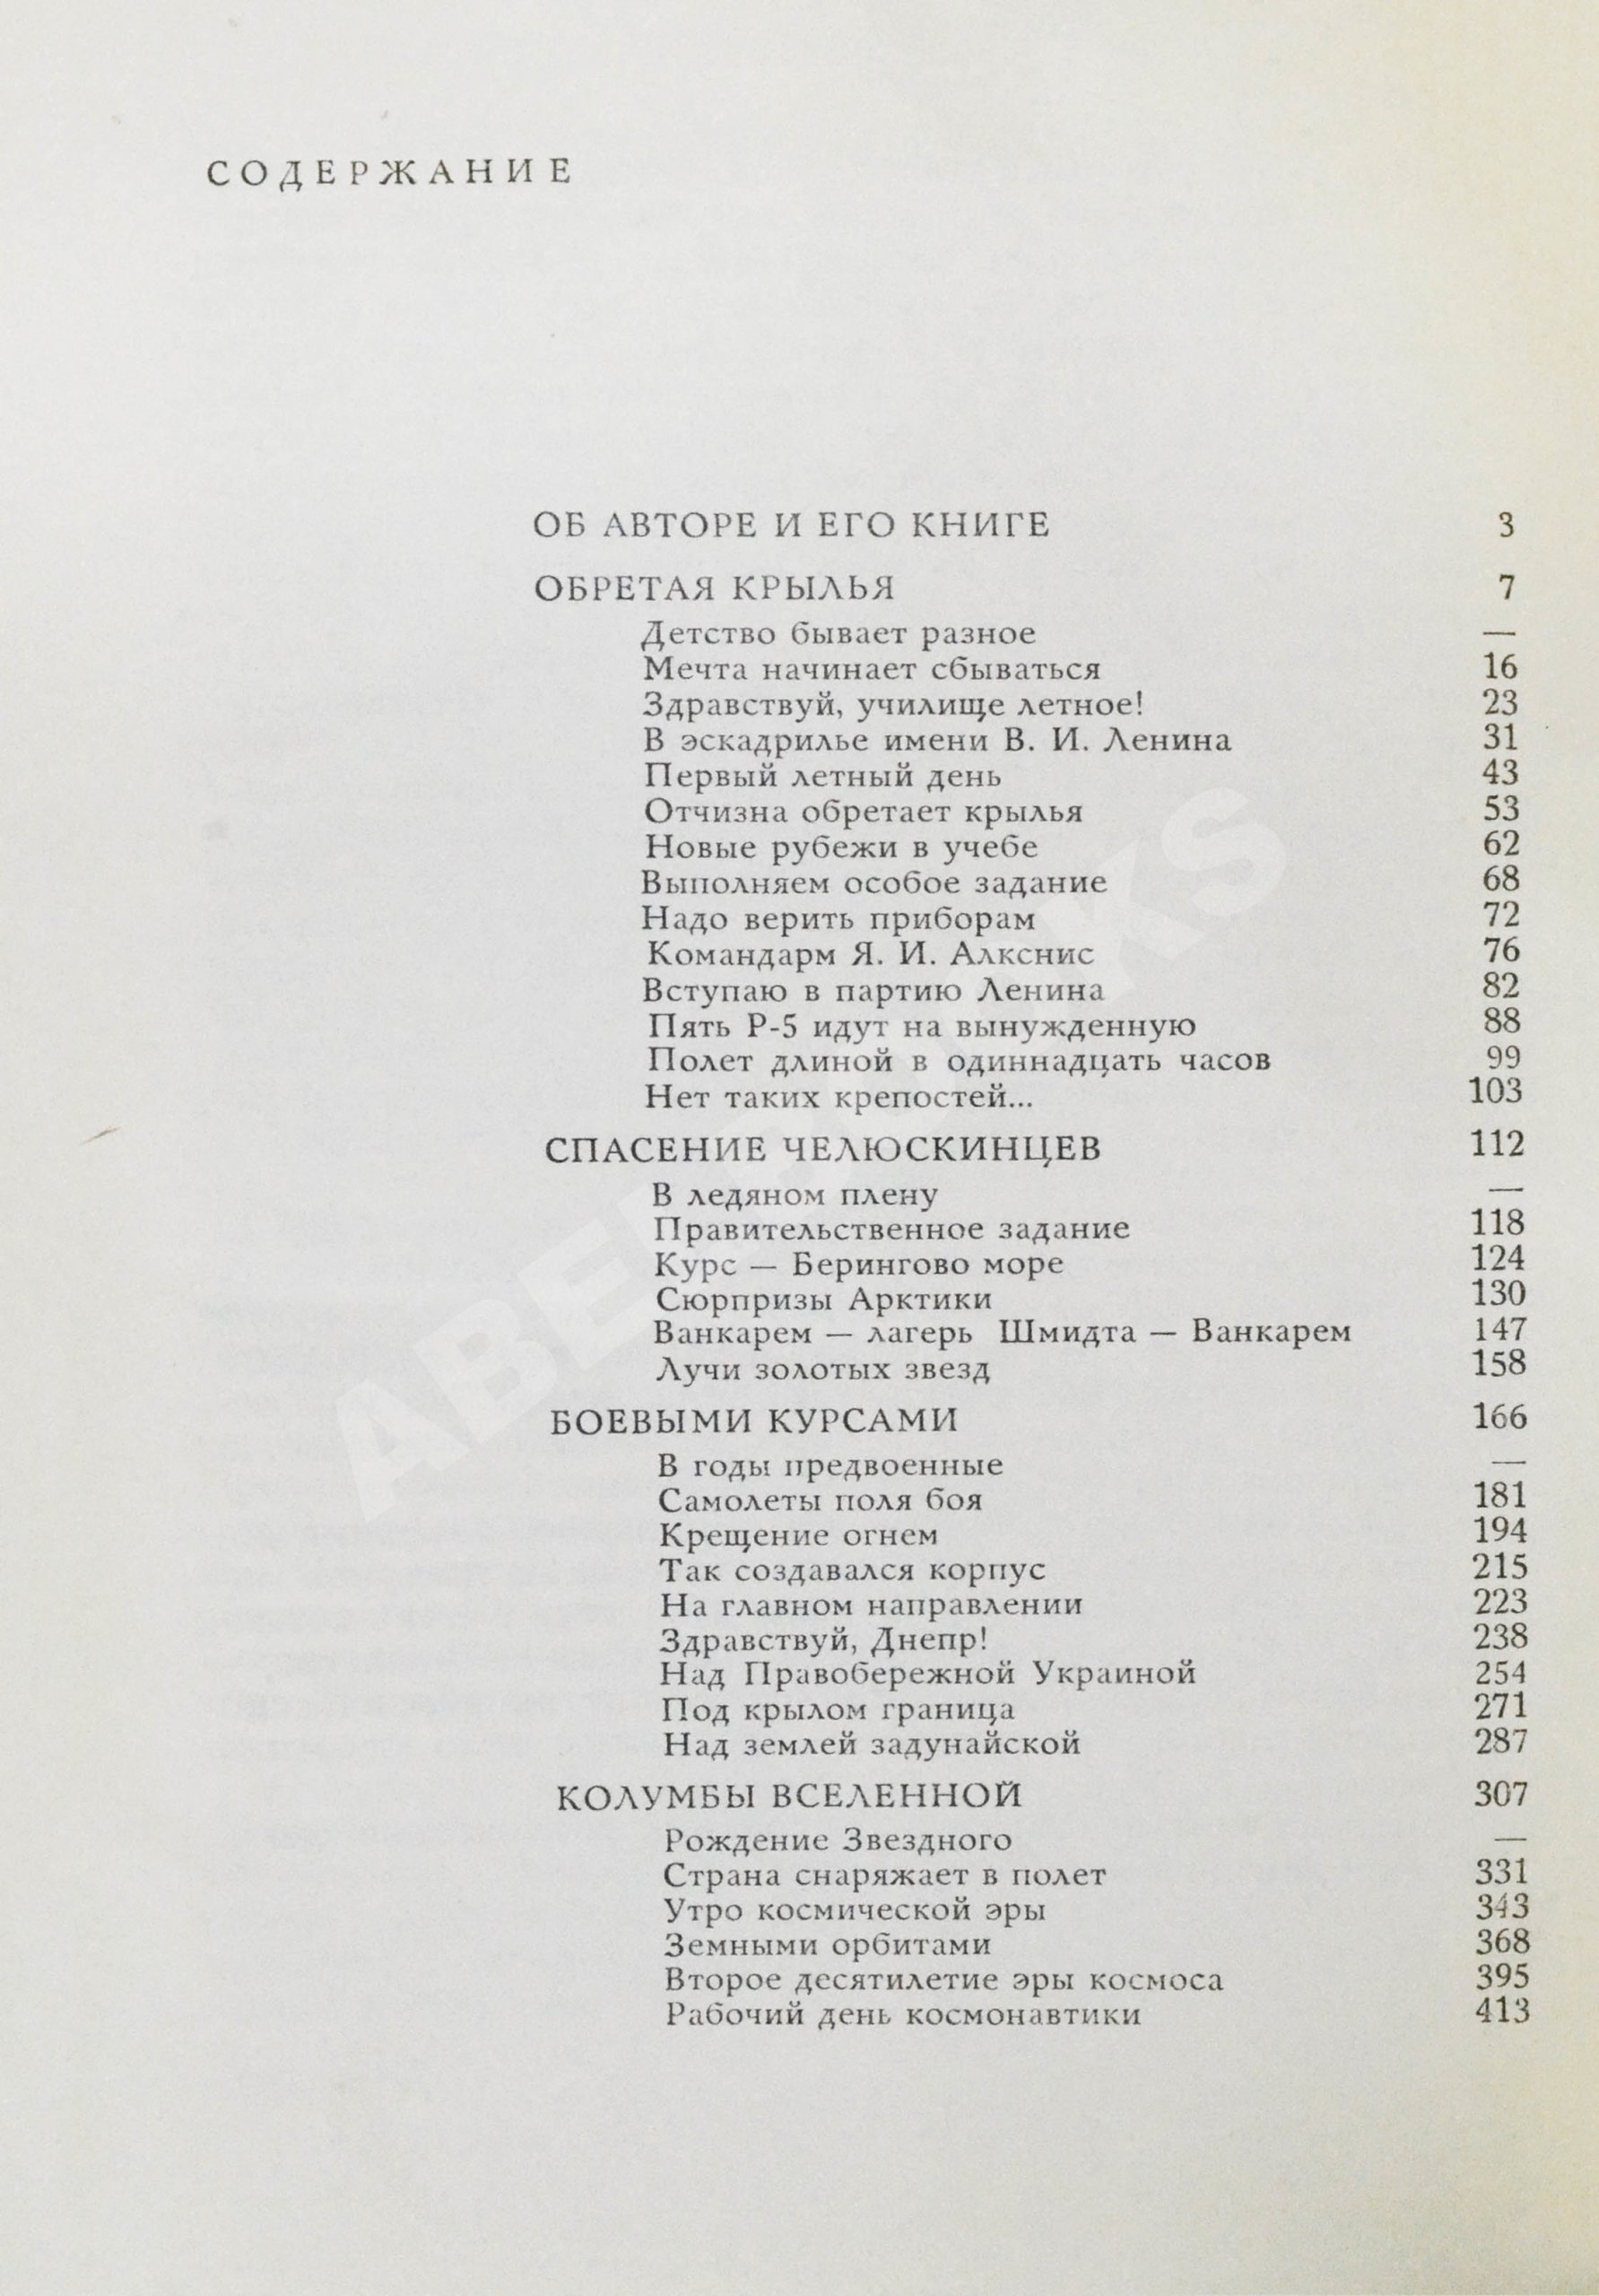 СОДЕРЖАНИЕ
ОБ АВТОРЕ И ЕГО КНИГЕ 3
ОБРЕТАЯ КРЫЛЬЯ 7
Детство бывает разное —
Мечта начинает сбываться 16
Здравствуй, училище летное! 23
В эскадрилье имени В. И. Ленина 31
Первый летный день 43
Отчизна обретает крылья 53
Новые рубежи в учебе 62
Выполняем особое задание 68
Надо верить приборам 72
Командарм Я. И. Алкснис 76
Вступаю в партию Ленина 82
Пять Р-5 идут на вынужденную 88
Полет длиной в одиннадцать часов 99
Нет таких крепостей... 103
СПАСЕНИЕ ЧЕЛЮСКИНЦЕВ 112
В ледяном плену —
Правительственное задание 118
Курс — Берингово море 124
Сюрпризы Арктики 130
Ванкарем — лагерь Шмидта — Ванкарем 147
Лучи золотых звезд 158
БОЕВЫМИ КУРСАМИ 166
В годы предвоенные —
Самолеты поля боя 181
Крещение огнем 194
Так создавался корпус 215
На главном направлении 223
Здравствуй, Днепр! 238
Над Правобережной Украиной 254
Под крылом граница 271
Над землей задунайской 287
КОЛУМБЫ ВСЕЛЕННОЙ 307
Рождение Звездного —
Страна снаряжает в полет 331
Утро космической эры 343
Земными орбитами 368
Второе десятилетие эры космоса 395
Рабочий день космонавтики 413